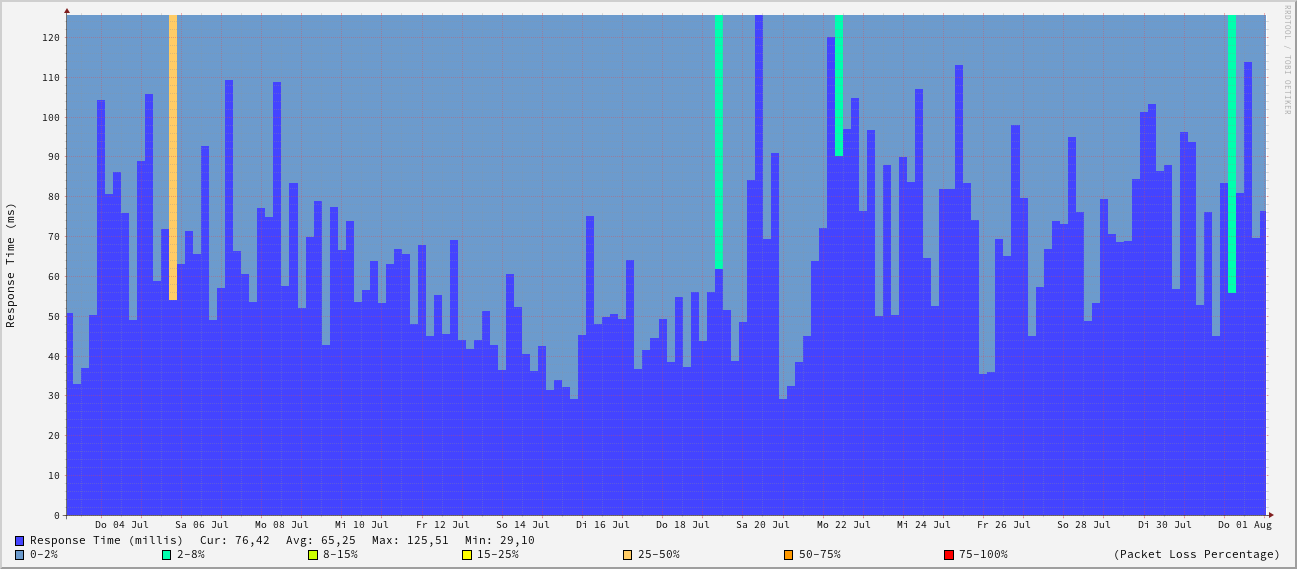 RRDTOOL / TOBI OETIKER
Response Time (ms)
120
110
100
90
80
70
60
50
40
30
20
10
0
Do 04 Jul Sa 06 Jul Mo 08 Jul Mi 10 Jul Fr 12 Jul So 14 Jul Di 16 Jul Do 18 Jul Sa 20 Jul Mo 22 Jul Mi 24 Jul Fr 26 Jul So 28 Jul Di 30 Jul Do 01 Aug
Response Time (millis) Cur: 76,42 Avg: 65,25 Max: 125,51 Min: 29,10
0-2% 2-8% 8-15% 15-25% 25-50% 50-75% 75-100% (Packet Loss Percentage)